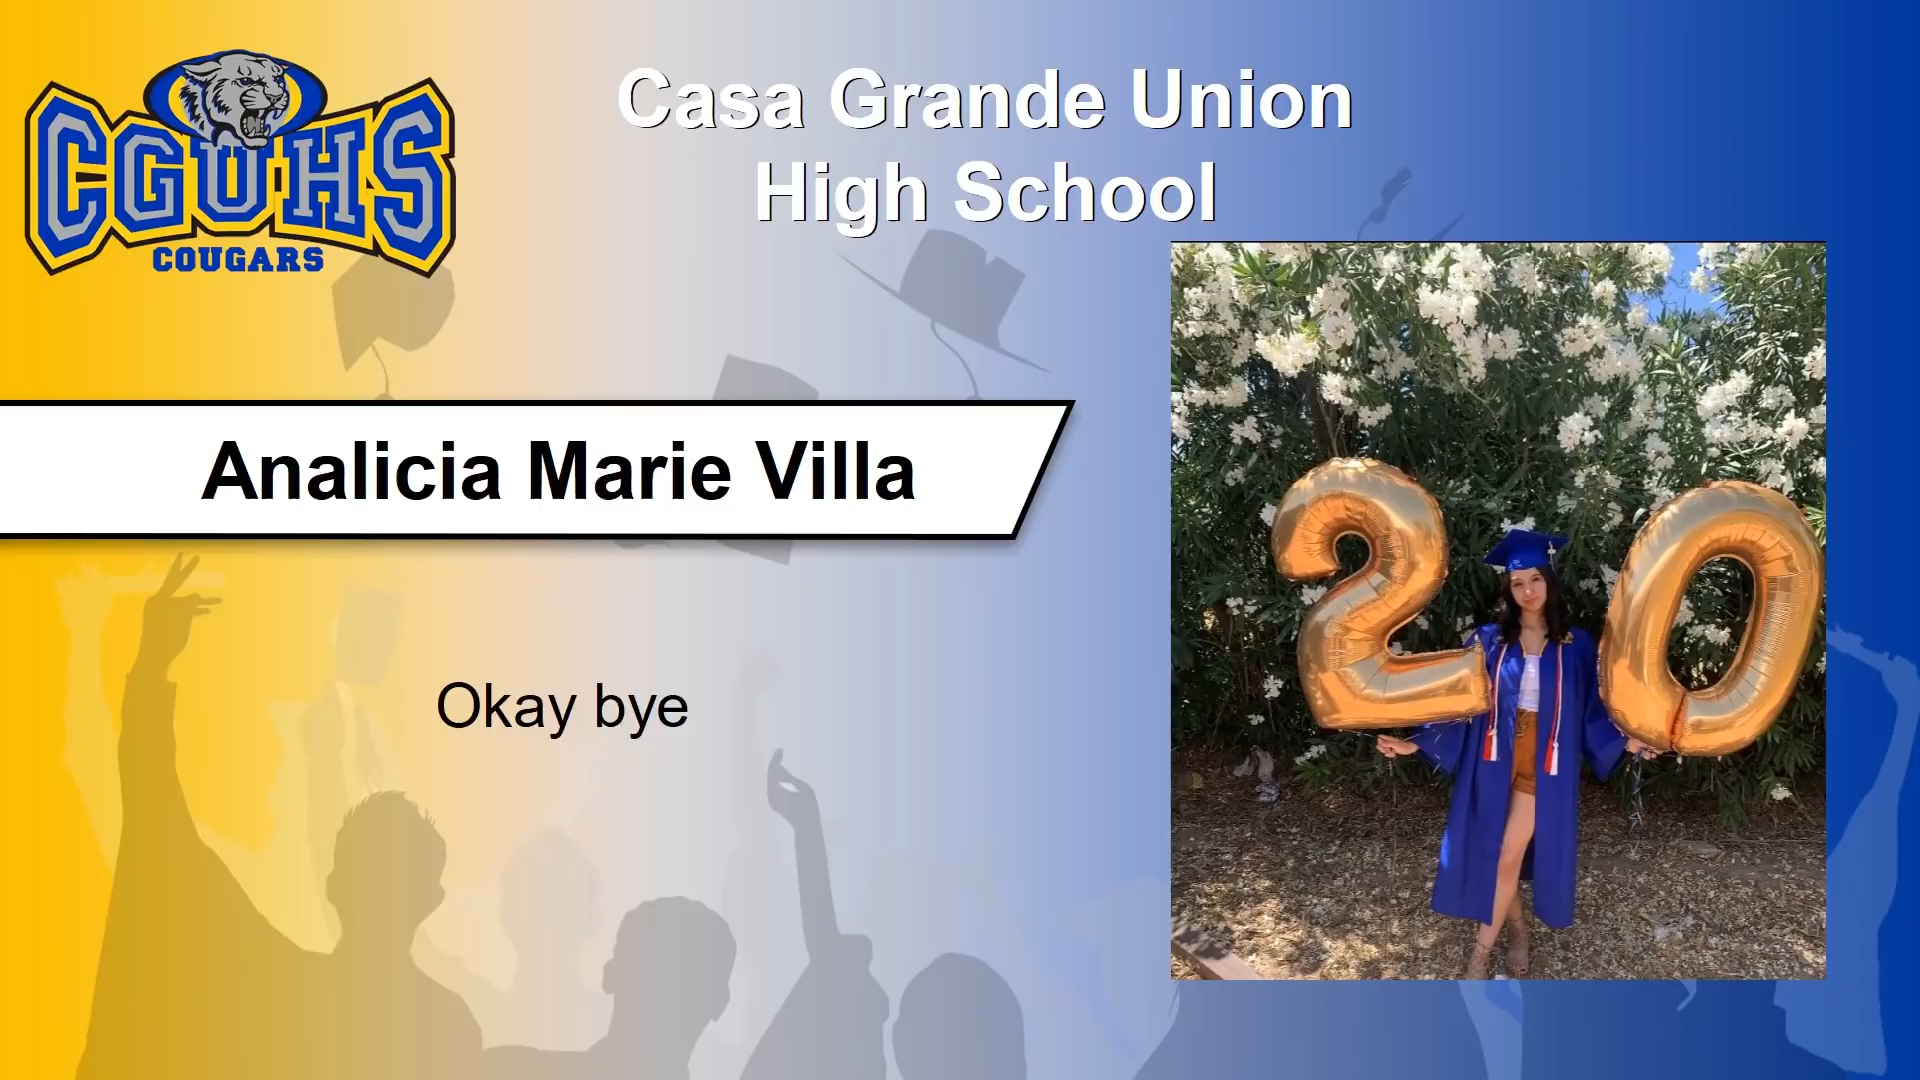 CGUHS
COUGARS
Casa Grande Union
High School
Analicia Marie Villa
Okay bye
20